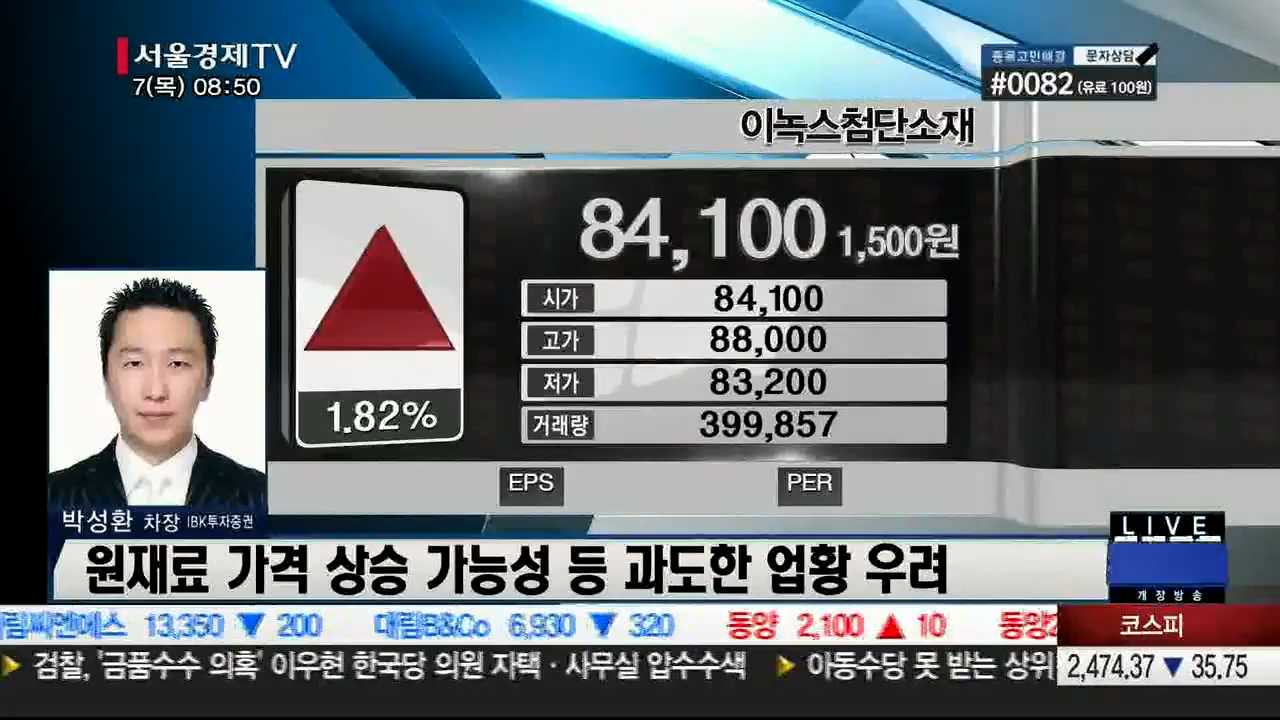 서울경제TV
7(목) 08:50
종목고민해결 문자상담
#0082 (유료 100원)
이녹스첨단소재
84,100 1,500원
1.82%
시가 84,100
고가 88,000
저가 83,200
거래량 399,857
EPS PER
박성환 차장 IBK투자증권
원재료 가격 상승 가능성 등 과도한 업황 우려
LIVE
개장방송
림씨엔에스 13,350 ▼ 200 대림B&Co 6,930 ▼ 320 동양 2,100 ▲ 10 동양
코스피
검찰, '금품수수 의혹' 이우현 한국당 의원 자택·사무실 압수수색 아동수당 못 받는 상위
2,474.37 ▼ 35.75